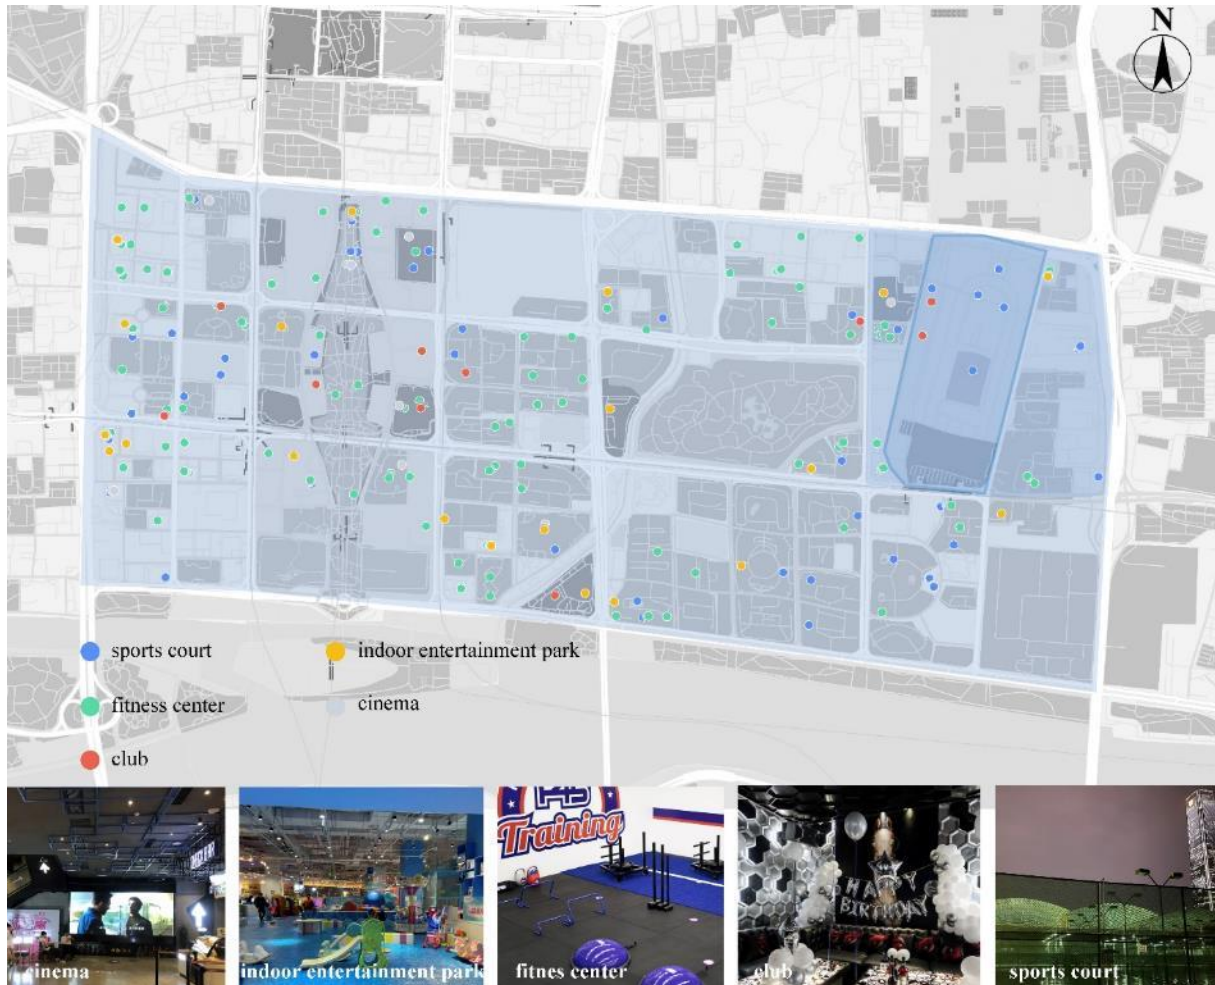 N
sports court
indoor entertainment park
fitness center
cinema
club
Training
HAPPY
BIRTHDAY
cinema
indoor entertainment park
fitnes center
club
sports court